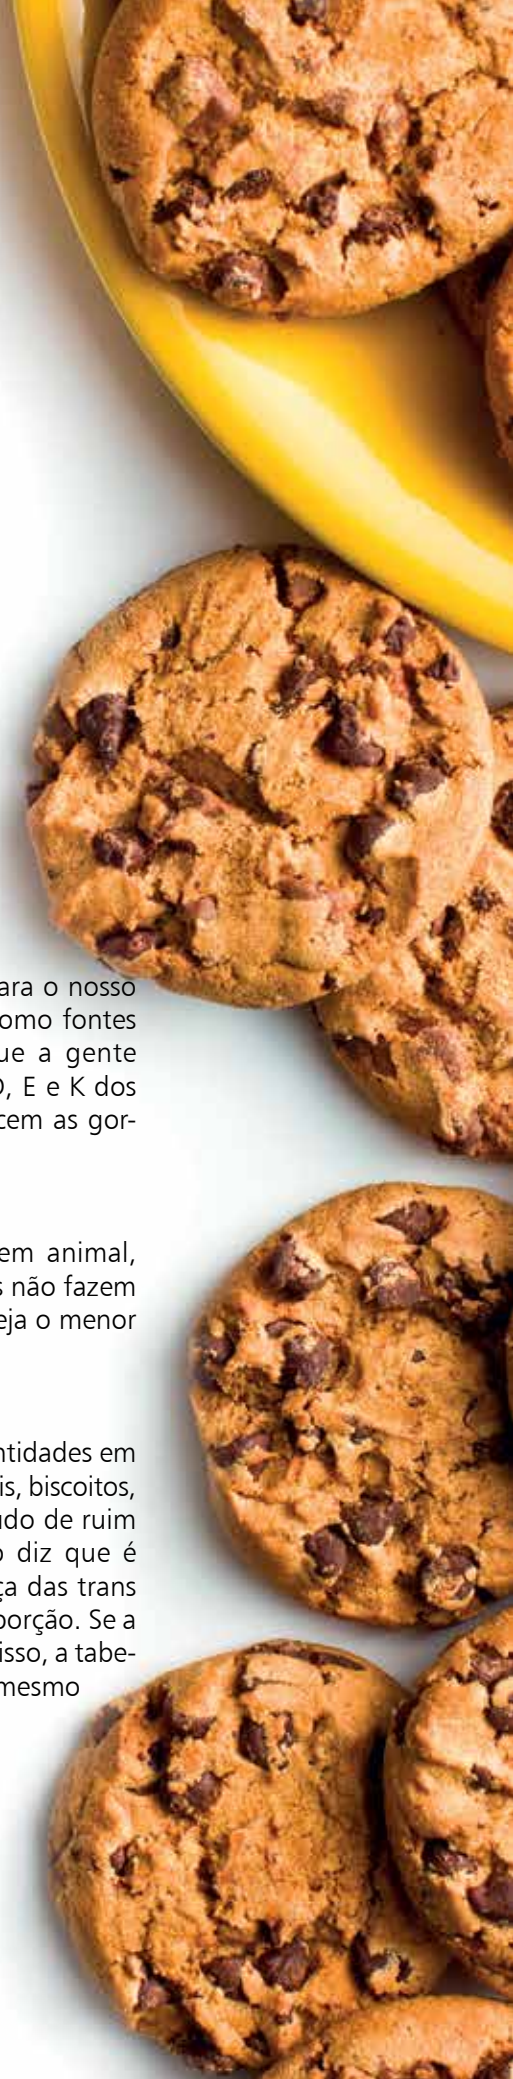 ara o nosso
omo fontes
ue a gente
, E e K dos
cem as gor-
em animal,
s não fazem
eja o menor
ntidades em
is, biscoitos,
udo de ruim
o diz que é
ça das trans
porção. Se a
isso, a tabe-
mesmo